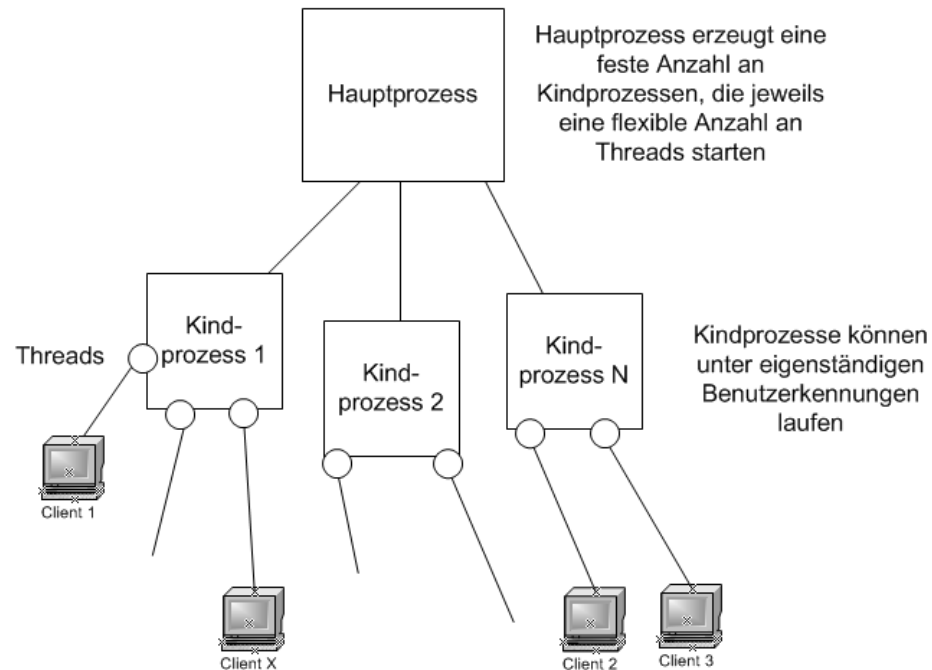 Hauptprozess erzeugt eine
feste Anzahl an
Kindprozessen, die jeweils
eine flexible Anzahl an
Threads starten
Hauptprozess
Kind-
prozess 1
Kind-
prozess 2
Kind-
prozess N
Threads
Kindprozesse können
unter eigenständigen
Benutzerkennungen
laufen
Client 1
Client X
Client 2
Client 3